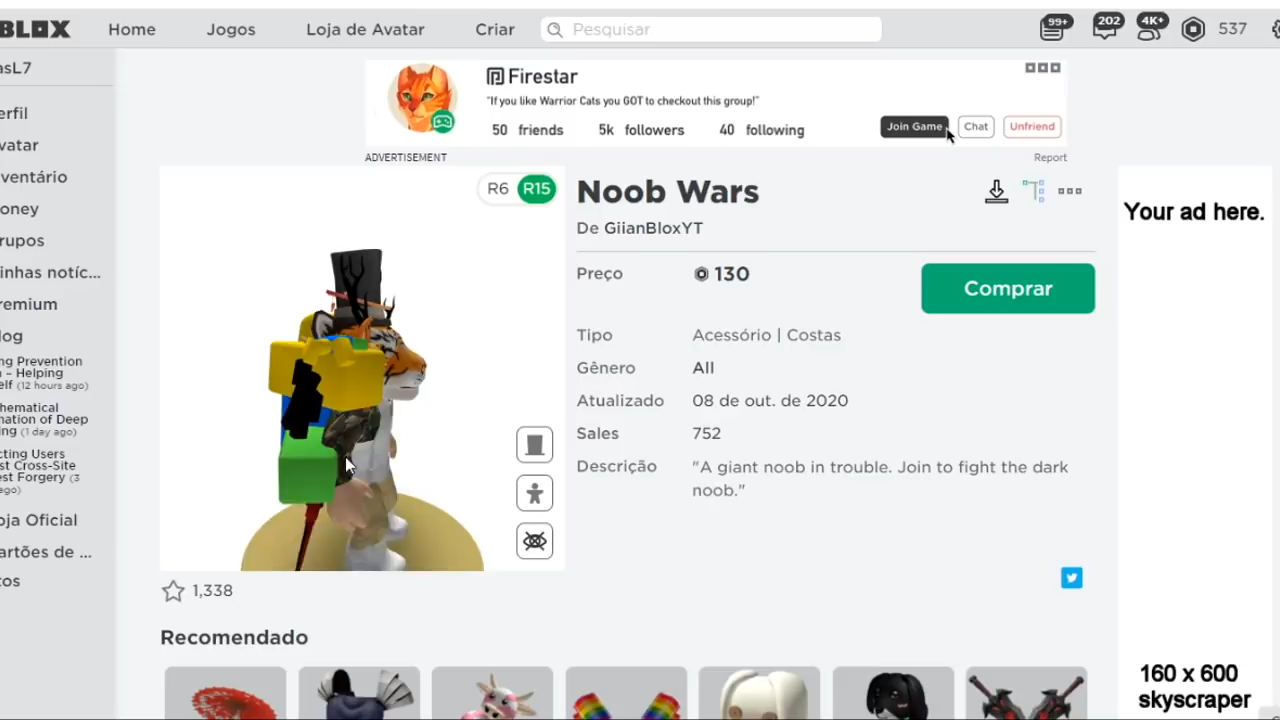 BLOX
Home
Jogos
Loja de Avatar
Criar
Pesquisar
99+
202
4K+
537
asL7
erfil
vatar
ventário
oney
rupos
inhas notíc...
remium
log
ng Prevention
– Helping
elf (12 hours ago)
hematical
nation of Deep
ing (1 day ago)
cting Users
st Cross-Site
est Forgery (3
ago)
oja Oficial
artões de ...
tos
Firestar
"If you like Warrior Cats you GOT to checkout this group!"
50 friends 5k followers 40 following
Join Game
Chat
Unfriend
ADVERTISEMENT
Report
R6
R15
Noob Wars
De GiianBloxYT
Preço 130
Comprar
Tipo Acessório | Costas
Gênero All
Atualizado 08 de out. de 2020
Sales 752
Descrição "A giant noob in trouble. Join to fight the dark
noob."
1,338
Recomendado
Your ad here.
160 x 600
skyscraper